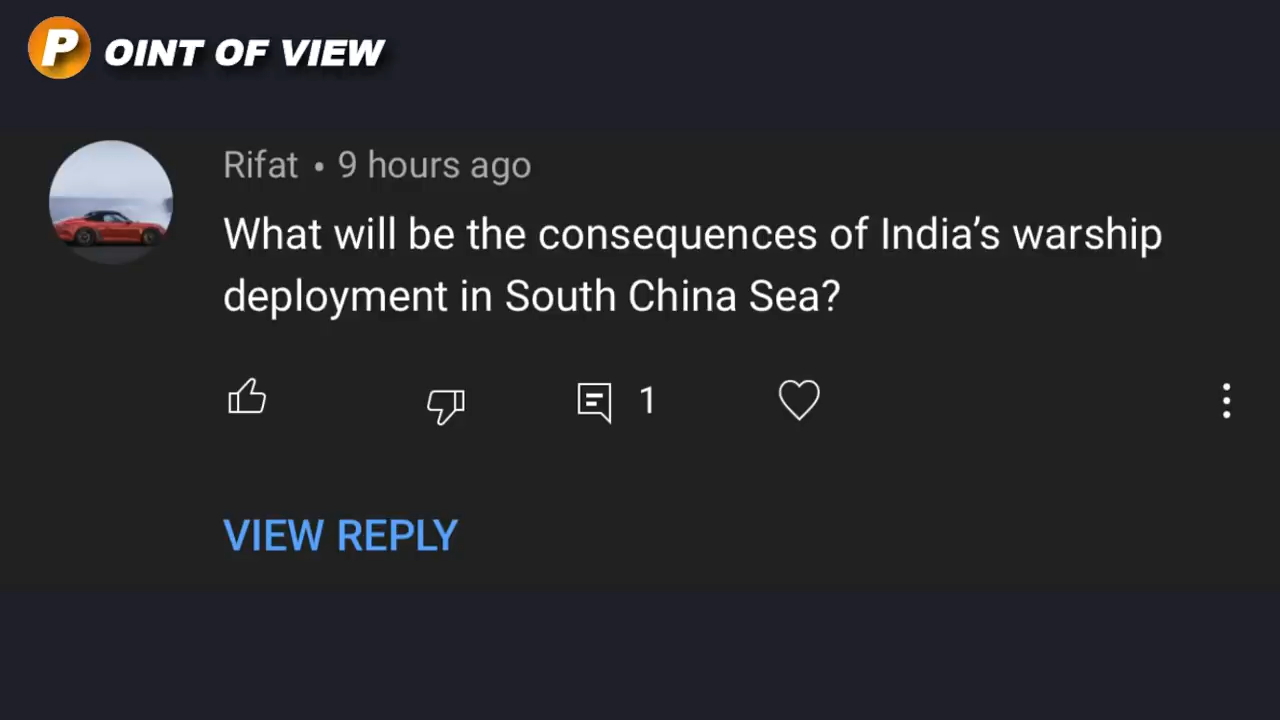 POINT OF VIEW
Rifat • 9 hours ago
What will be the consequences of India’s warship
deployment in South China Sea?
1
VIEW REPLY